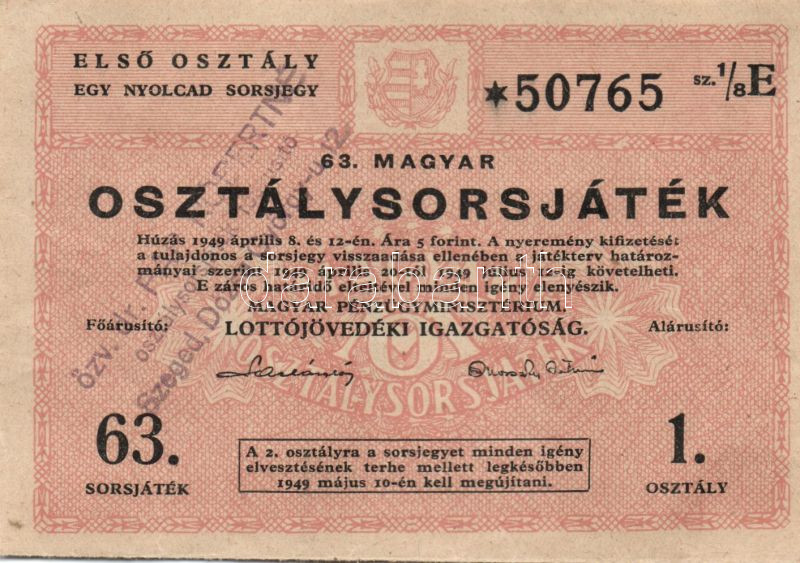 ELSŐ OSZTÁLY
EGY NYOLCAD SORSJEGY
✶50765 sz. 1/8 E
63. MAGYAR
OSZTÁLYSORSJÁTÉK
Húzás 1949 április 8. és 12-én. Ára 5 forint. A nyeremény kifizetését
a tulajdonos a sorsjegy visszaadása ellenében a játékterv határoz-
mányai szerint 1949 április 20-tól 1949 július 12-ig követelheti.
E záros határidő elteltével minden igény elenyészik.
MAGYAR PÉNZÜGYMINISZTÉRIUM.
Főárusító: LOTTÓJÖVEDÉKI IGAZGATÓSÁG. Alárusító:
OSZTÁLYSORSJÁTÉK
63.
SORSJÁTÉK
A 2. osztályra a sorsjegyet minden igény
elvesztésének terhe mellett legkésőbben
1949 május 10-én kell megújítani.
1.
OSZTÁLY
özv. dr.
Szeged,
darabanth